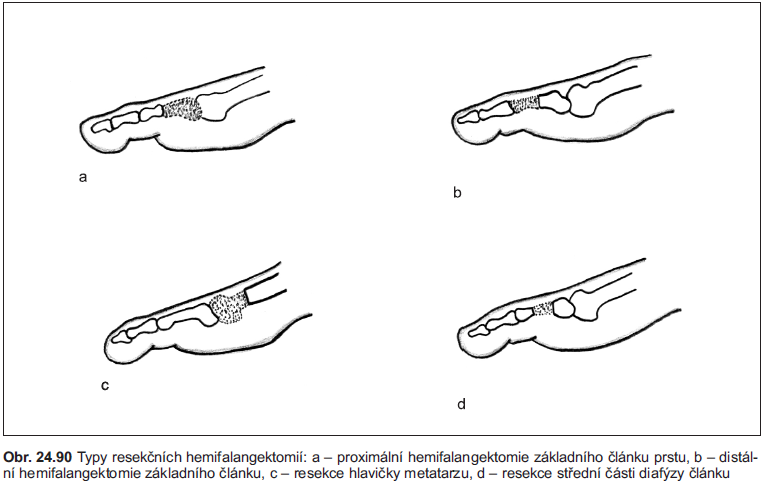 a
b
c
d
Obr. 24.90 Typy resekčních hemifalangektomií: a – proximální hemifalangektomie základního článku prstu, b – distál-
ní hemifalangektomie základního článku, c – resekce hlavičky metatarzu, d – resekce střední části diafýzy článku